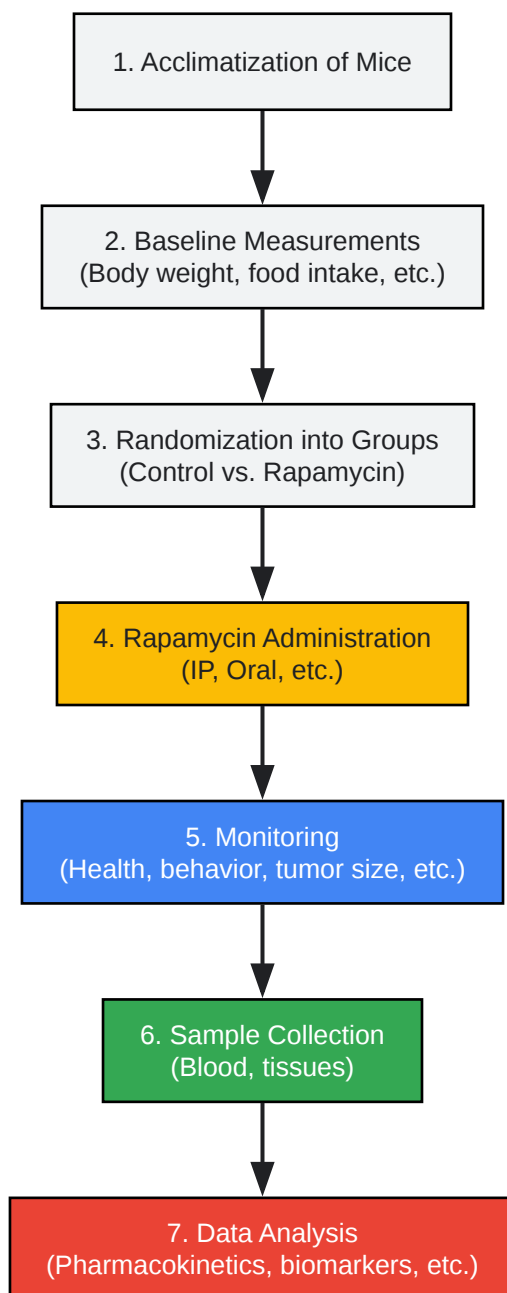 1. Acclimatization of Mice
2. Baseline Measurements
(Body weight, food intake, etc.)
3. Randomization into Groups
(Control vs. Rapamycin)
4. Rapamycin Administration
(IP, Oral, etc.)
5. Monitoring
(Health, behavior, tumor size, etc.)
6. Sample Collection
(Blood, tissues)
7. Data Analysis
(Pharmacokinetics, biomarkers, etc.)